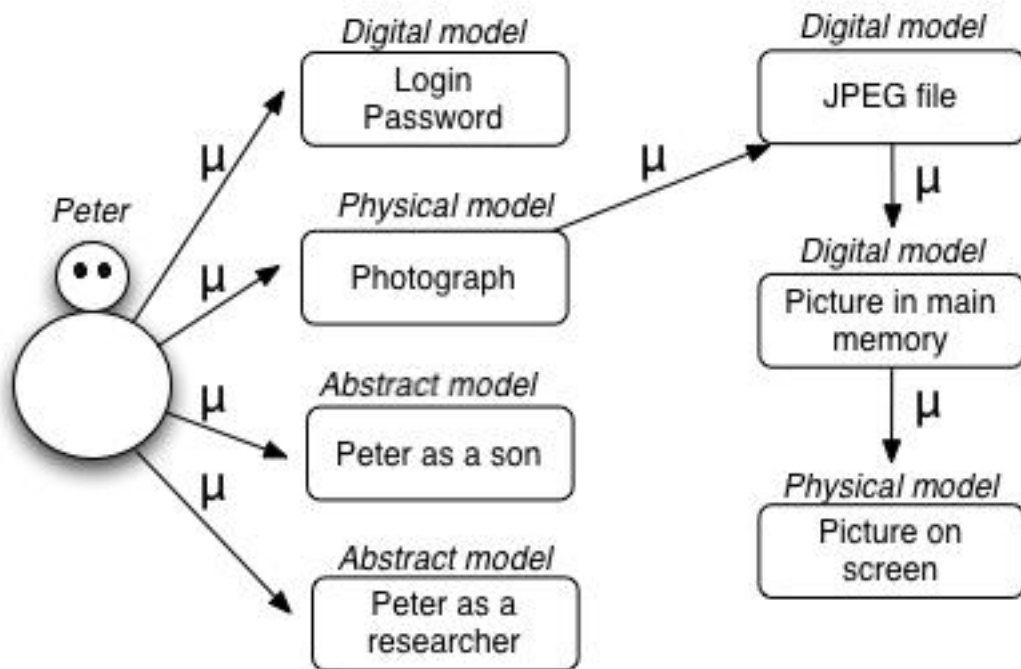 Peter
Digital model
Login
Password
μ
Physical model
Photograph
μ
Abstract model
Peter as a son
μ
Abstract model
Peter as a
researcher
μ
μ
Digital model
JPEG file
μ
Digital model
Picture in main
memory
μ
Physical model
Picture on
screen